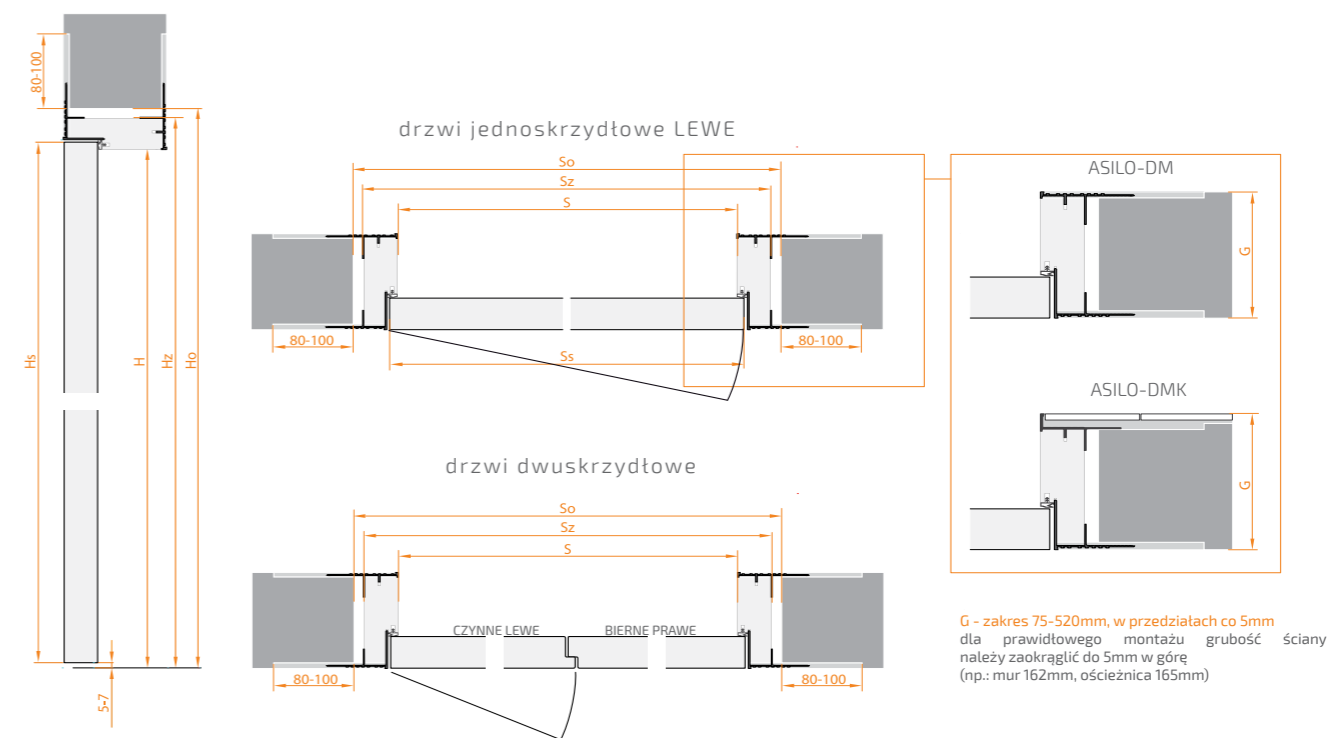 80-100
Hs
H
Hz
Ho
5-7
drzwi jednoskrzydłowe LEWE
So
Sz
S
80-100
Ss
80-100
drzwi dwuskrzydłowe
So
Sz
S
CZYNNE LEWE
BIERNE PRAWE
80-100
80-100
ASILO-DM
G
ASILO-DMK
G
G - zakres 75-520mm, w przedziałach co 5mm
dla prawidłowego montażu grubość ściany
należy zaokrąglić do 5mm w górę
(np.: mur 162mm, ościeżnica 165mm)